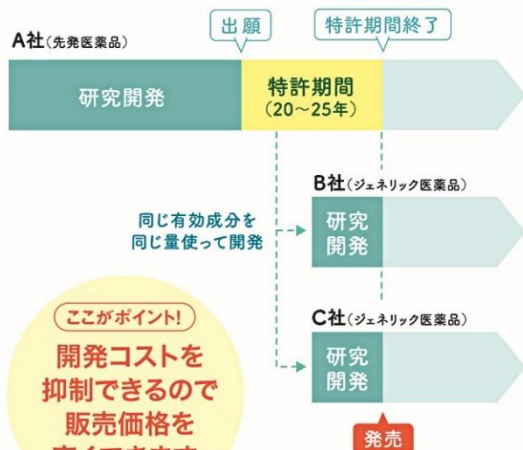 出願
特許期間終了
A社(先発医薬品)
研究開発
特許期間
(20〜25年)
B社(ジェネリック医薬品)
同じ有効成分を
同じ量使って開発
研究
開発
C社(ジェネリック医薬品)
研究
開発
発売
ここがポイント!
開発コストを
抑制できるので
販売価格を